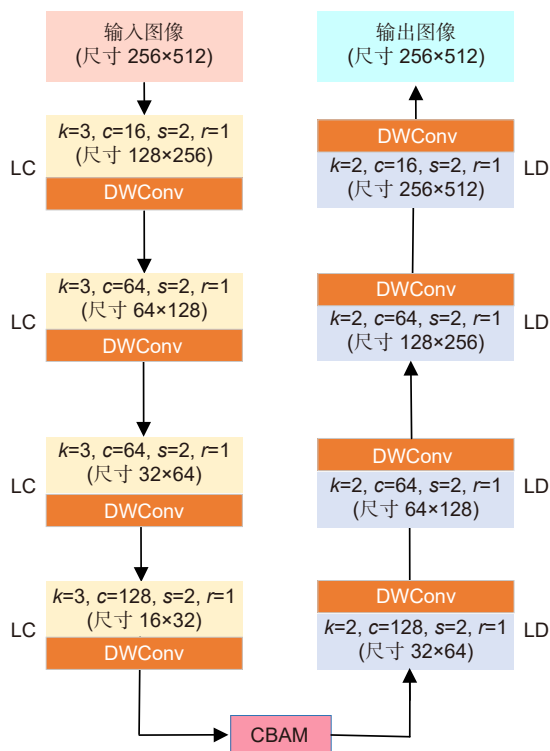 输入图像
(尺寸 256×512)
LC
k=3, c=16, s=2, r=1
(尺寸 128×256)
DWConv
LC
k=3, c=64, s=2, r=1
(尺寸 64×128)
DWConv
LC
k=3, c=64, s=2, r=1
(尺寸 32×64)
DWConv
LC
k=3, c=128, s=2, r=1
(尺寸 16×32)
DWConv
CBAM
输出图像
(尺寸 256×512)
DWConv
k=2, c=16, s=2, r=1
(尺寸 256×512)
LD
DWConv
k=2, c=64, s=2, r=1
(尺寸 128×256)
LD
DWConv
k=2, c=64, s=2, r=1
(尺寸 64×128)
LD
DWConv
k=2, c=128, s=2, r=1
(尺寸 32×64)
LD